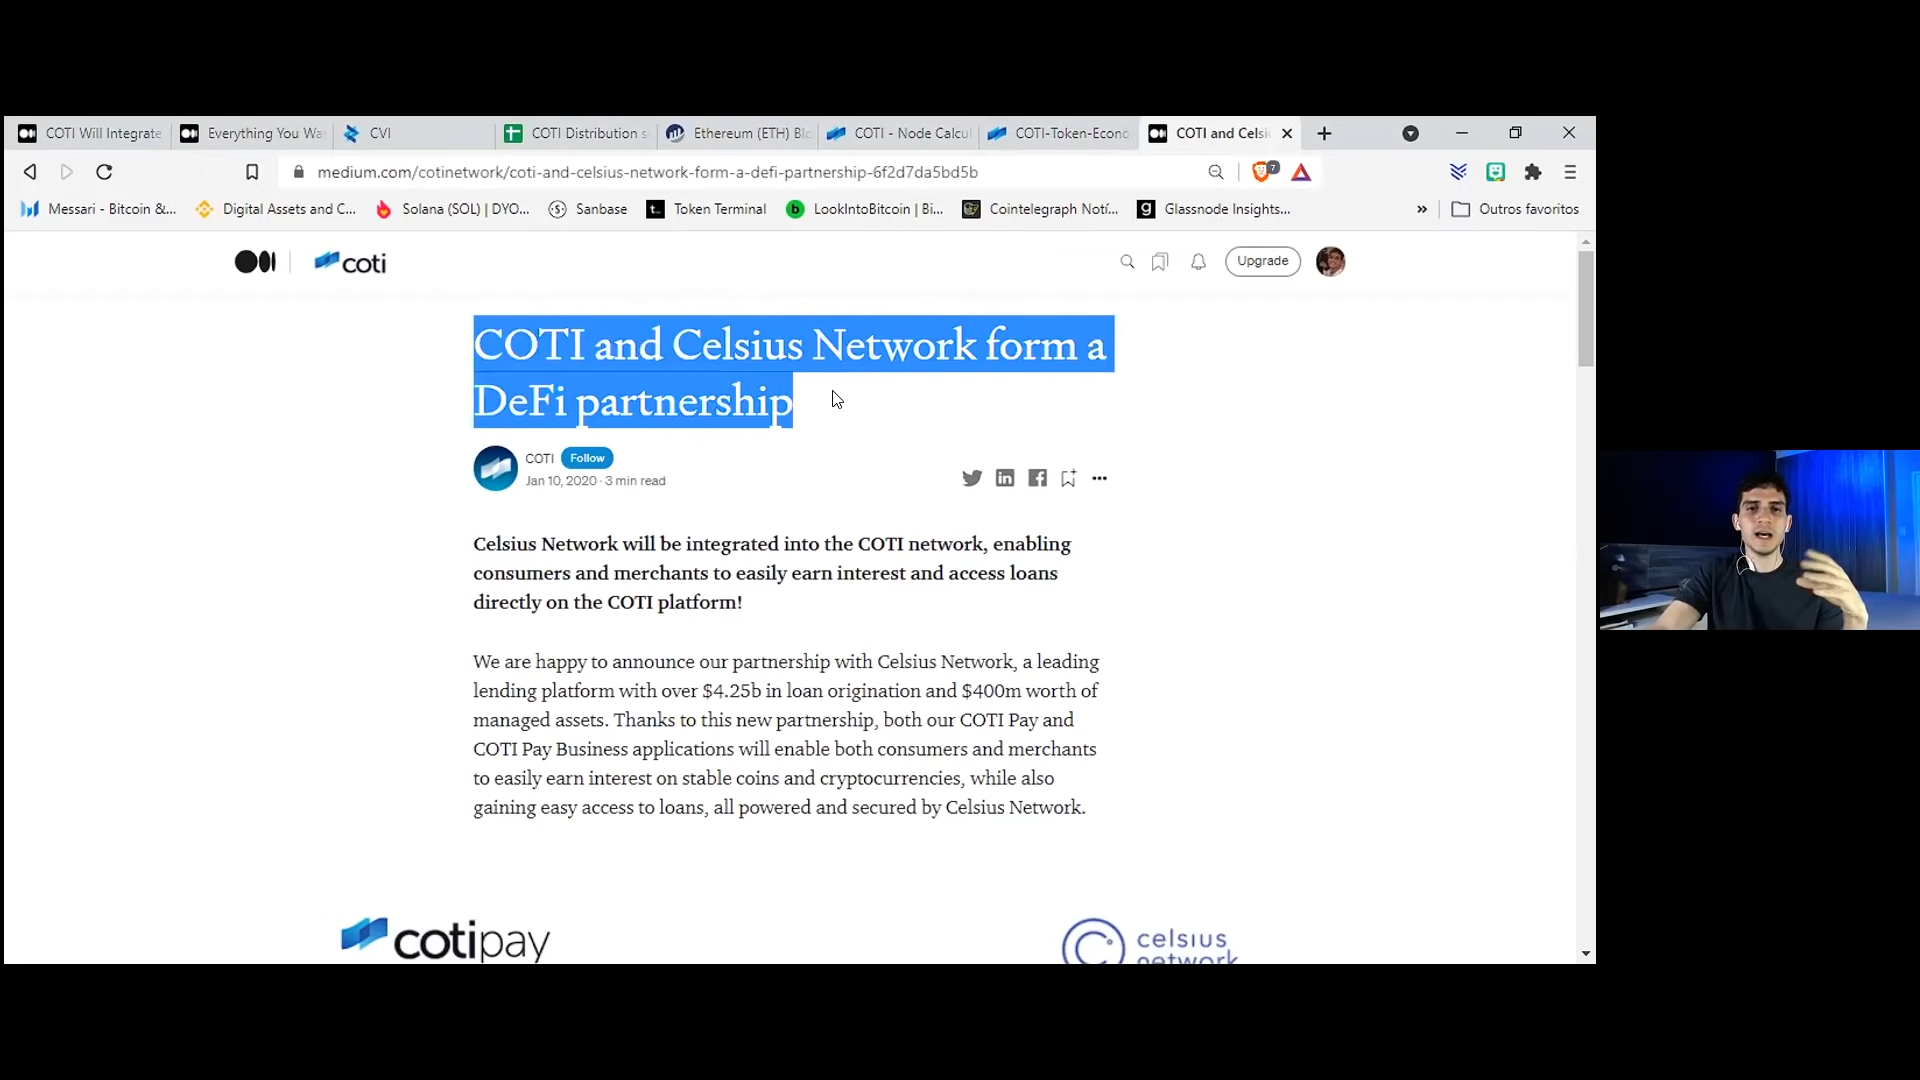 COTI Will Integrate
Everything You Wa
CVI
COTI Distribution s
Ethereum (ETH) Blo
COTI - Node Calcul
COTI-Token-Econo
COTI and Celsi
medium.com/cotinetwork/coti-and-celsius-network-form-a-defi-partnership-6f2d7da5bd5b
7
Messari - Bitcoin &...
Digital Assets and C...
Solana (SOL) | DYO...
Sanbase
Token Terminal
LookIntoBitcoin | Bi...
Cointelegraph Notí...
Glassnode Insights...
»
Outros favoritos
coti
Upgrade
COTI and Celsius Network form a
DeFi partnership
COTI
Follow
Jan 10, 2020 · 3 min read
Celsius Network will be integrated into the COTI network, enabling
consumers and merchants to easily earn interest and access loans
directly on the COTI platform!
We are happy to announce our partnership with Celsius Network, a leading
lending platform with over $4.25b in loan origination and $400m worth of
managed assets. Thanks to this new partnership, both our COTI Pay and
COTI Pay Business applications will enable both consumers and merchants
to easily earn interest on stable coins and cryptocurrencies, while also
gaining easy access to loans, all powered and secured by Celsius Network.
cotipay
celsius
network